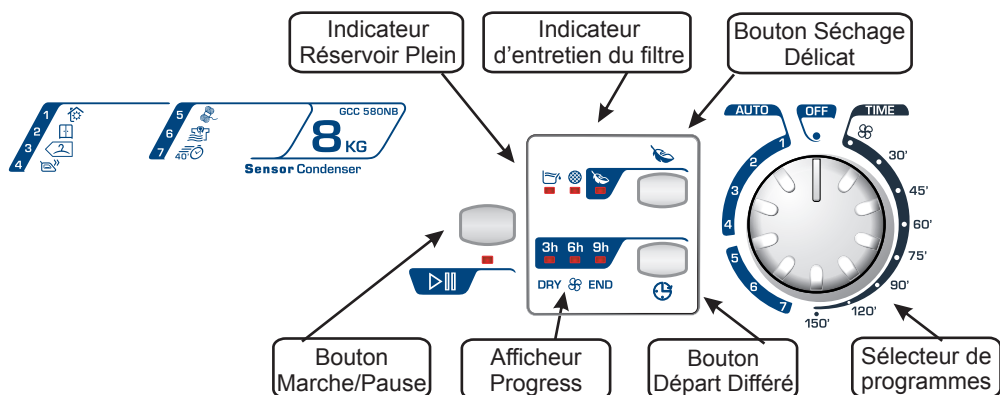 Indicateur
Réservoir Plein
Indicateur
d'entretien du filtre
Bouton Séchage
Délicat
1
2
3
4
5
6
7
40'
GCC 580NB
8 KG
Sensor Condenser
3h 6h 9h
DRY END
AUTO OFF TIME
1
2
3
4
5
6
7
30'
45'
60'
75'
90'
120'
150'
Bouton
Marche/Pause
Afficheur
Progress
Bouton
Départ Différé
Sélecteur de
programmes